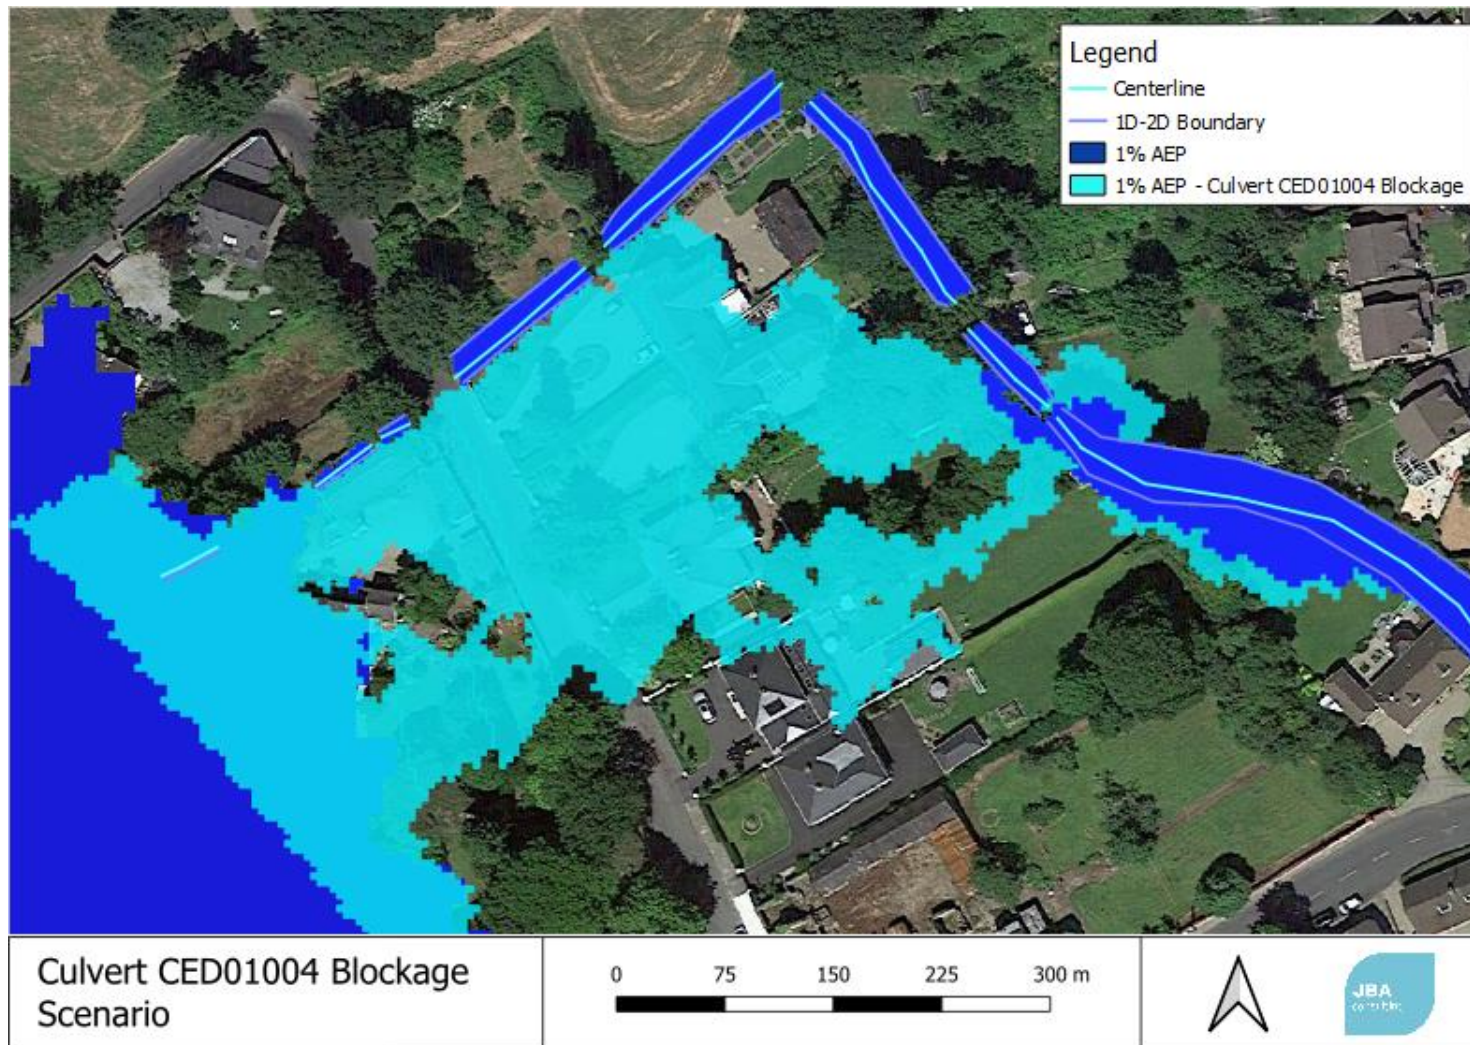 Legend
Centerline
1D-2D Boundary
1% AEP
1% AEP - Culvert CED01004 Blockage
Culvert CED01004 Blockage
Scenario
0 75 150 225 300 m
JBA
consulting